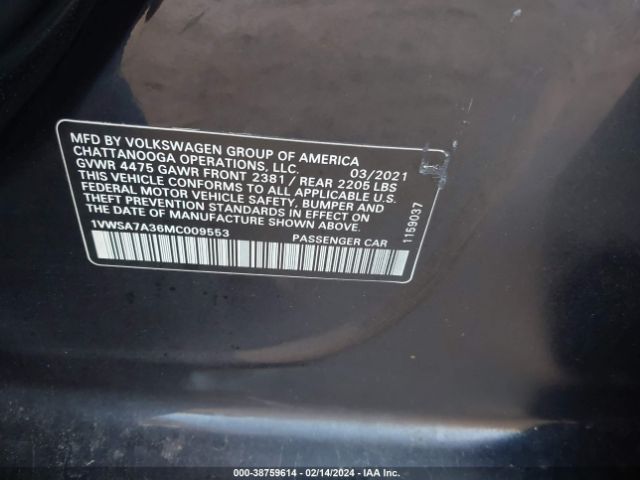 MFD BY VOLKSWAGEN GROUP OF AMERICA
CHATTANOOGA OPERATIONS, LLC. 03/2021
GVWR 4475 GAWR FRONT 2381 / REAR 2205 LBS
THIS VEHICLE CONFORMS TO ALL APPLICABLE U.S.
FEDERAL MOTOR VEHICLE SAFETY, BUMPER AND
THEFT PREVENTION STANDARDS IN EFFECT ON
THE DATE OF MANUFACTURE SHOWN ABOVE.
1VWSA7A36MC009553
PASSENGER CAR
1159037
000-38759614 - 02/14/2024 - IAA Inc.